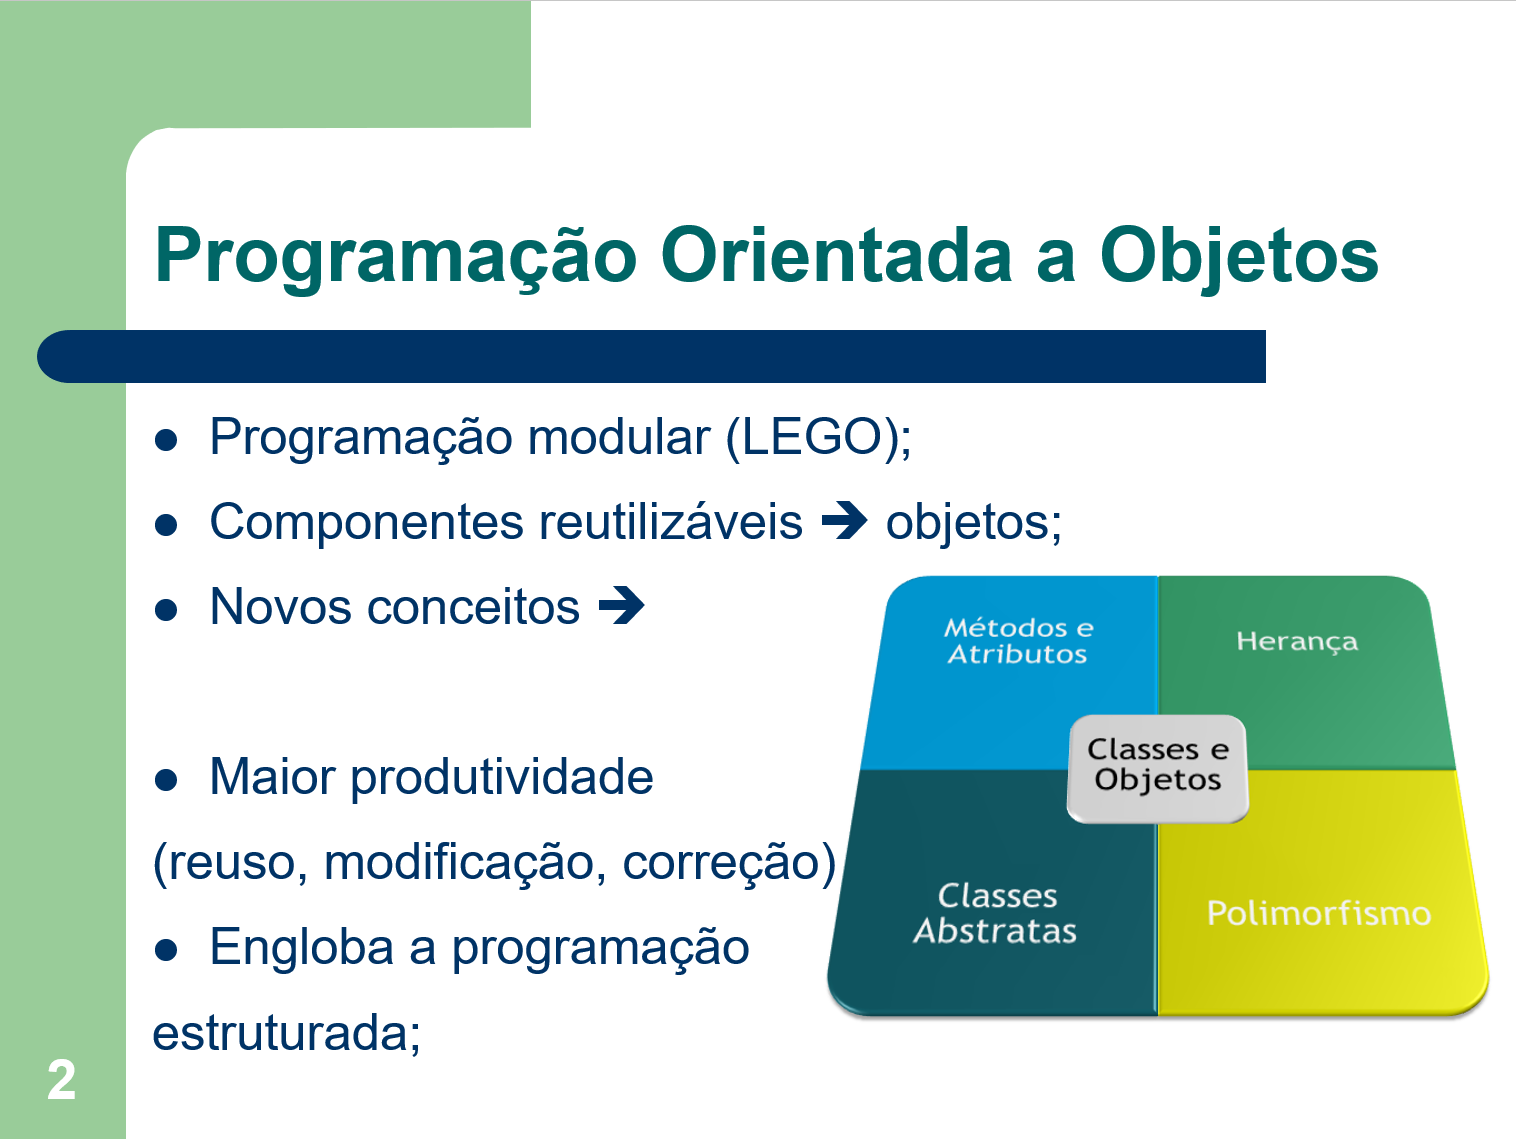 Programação Orientada a Objetos
● Programação modular (LEGO);
● Componentes reutilizáveis ➔ objetos;
● Novos conceitos ➔
● Maior produtividade
(reuso, modificação, correção)
● Engloba a programação
estruturada;
Métodos e
Atributos
Herança
Classes e
Objetos
Classes
Abstratas
Polimorfismo
2